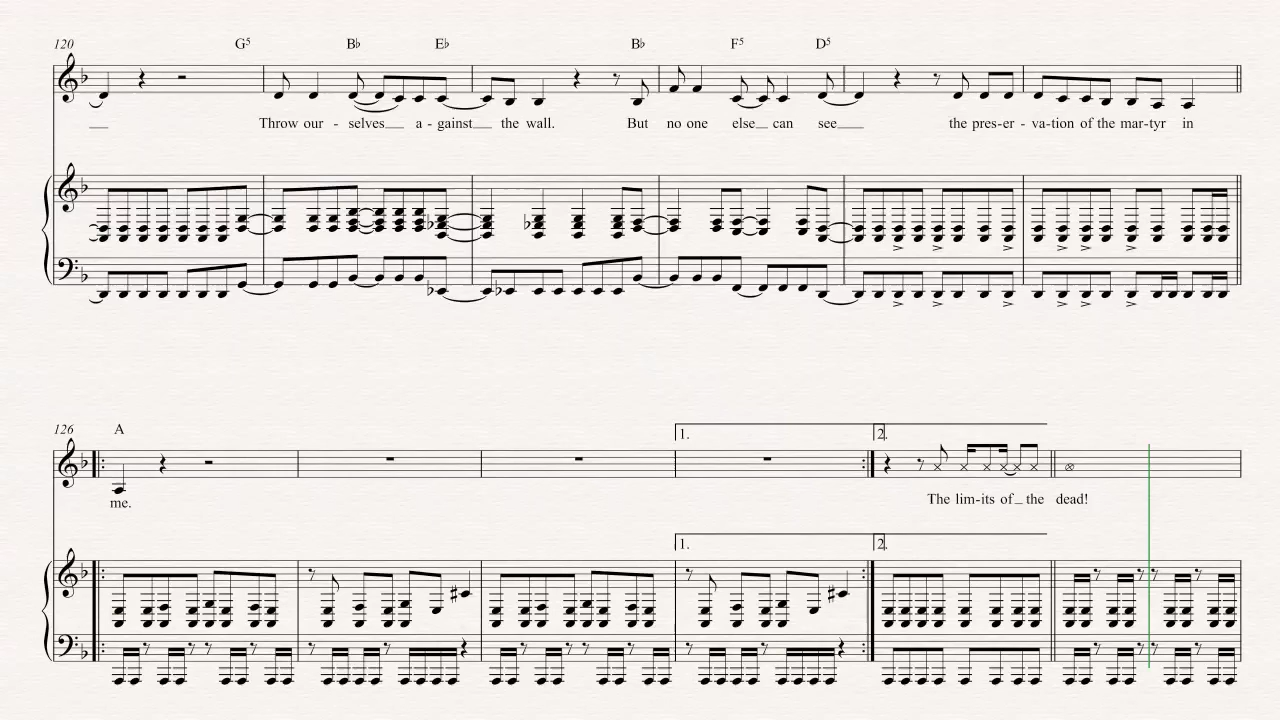 120 G5 B♭ E♭ B♭ F5 D5
Throw our - selves a - gainst the wall. But no one else can see the pres-er - va-tion of the mar-tyr in
126 A
1. 2.
me. The lim-its of the dead!
1. 2.